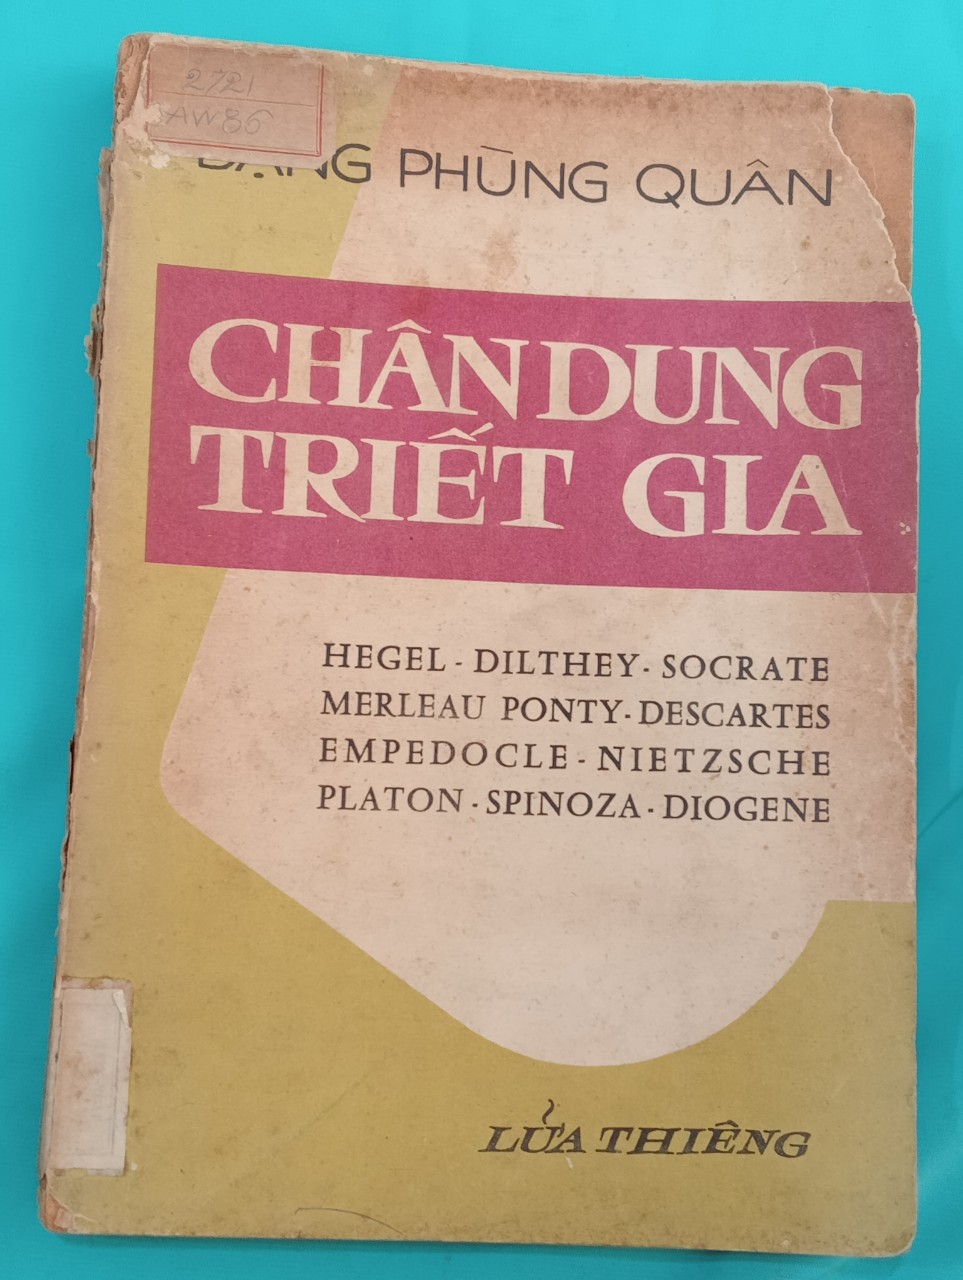 2721
AW86
ĐẶNG PHÙNG QUÂN
CHÂN DUNG
TRIẾT GIA
HEGEL - DILTHEY - SOCRATE
MERLEAU PONTY - DESCARTES
EMPEDOCLE - NIETZSCHE
PLATON - SPINOZA - DIOGENE
LỬA THIÊNG